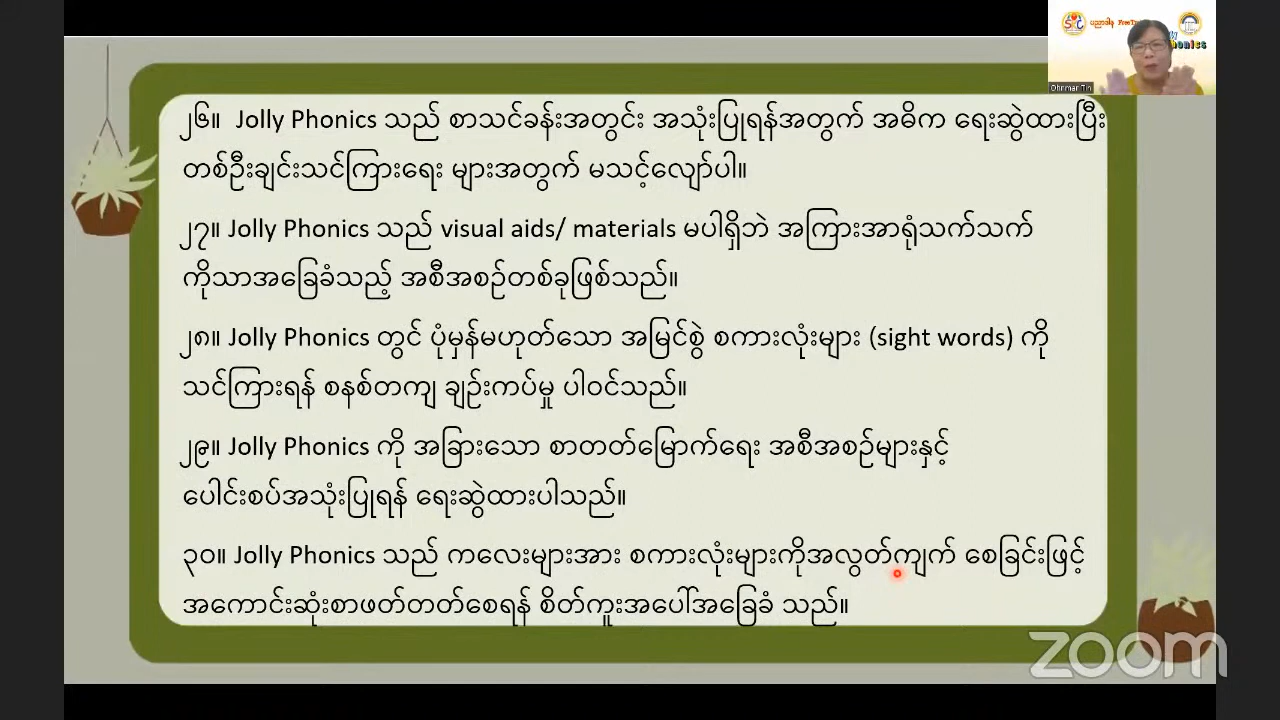 ပညာဒါန
Ohnmar Tin
၂၆။ Jolly Phonics သည် စာသင်ခန်းအတွင်း အသုံးပြုရန်အတွက် အဓိက ရေးဆွဲထားပြီး
တစ်ဦးချင်းသင်ကြားရေး များအတွက် မသင့်လျော်ပါ။
၂၇။ Jolly Phonics သည် visual aids/ materials မပါရှိဘဲ အကြားအာရုံသက်သက်
ကိုသာအခြေခံသည့် အစီအစဉ်တစ်ခုဖြစ်သည်။
၂၈။ Jolly Phonics တွင် ပုံမှန်မဟုတ်သော အမြင်စွဲ စကားလုံးများ (sight words) ကို
သင်ကြားရန် စနစ်တကျ ချဉ်းကပ်မှု ပါဝင်သည်။
၂၉။ Jolly Phonics ကို အခြားသော စာတတ်မြောက်ရေး အစီအစဉ်များနှင့်
ပေါင်းစပ်အသုံးပြုရန် ရေးဆွဲထားပါသည်။
၃၀။ Jolly Phonics သည် ကလေးများအား စကားလုံးများကိုအလွတ်ကျက် စေခြင်းဖြင့်
အကောင်းဆုံးစာဖတ်တတ်စေရန် စိတ်ကူးအပေါ်အခြေခံ သည်။
zoom